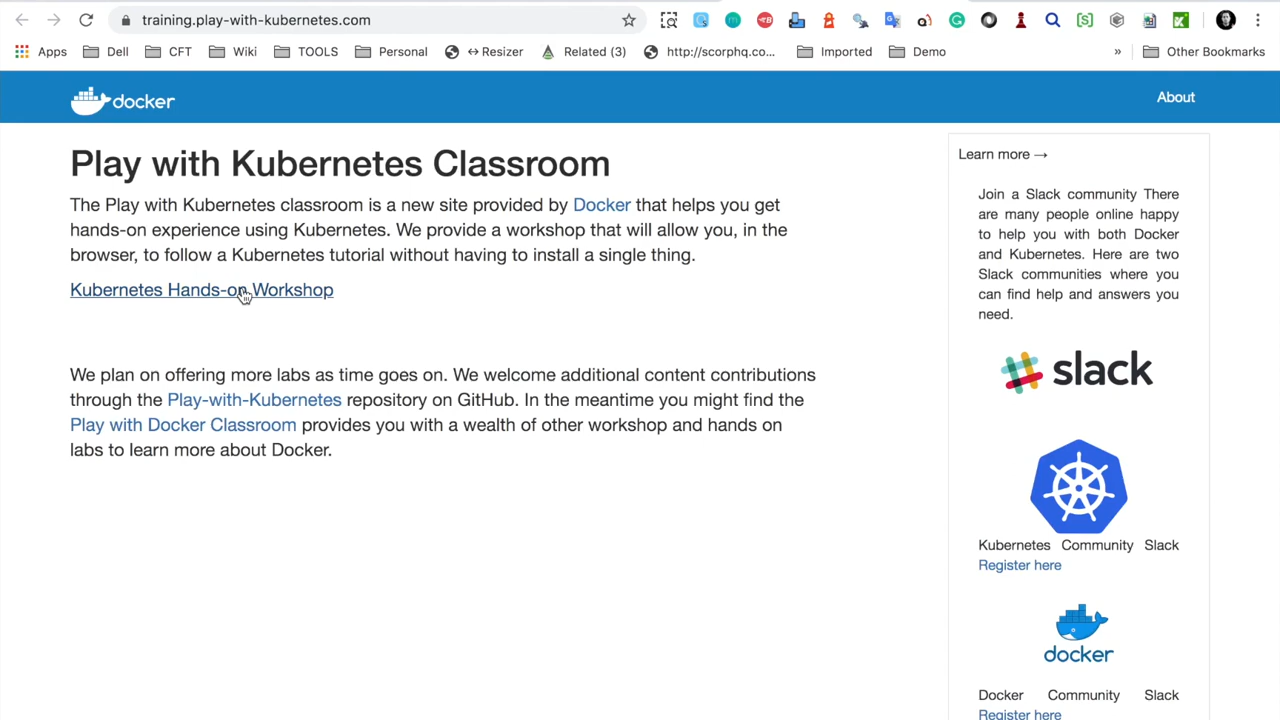 training.play-with-kubernetes.com
Apps Dell CFT Wiki TOOLS Personal ↔Resizer Related (3) http://scorphq.co... Imported Demo » Other Bookmarks
docker
About
Play with Kubernetes Classroom
The Play with Kubernetes classroom is a new site provided by Docker that helps you get
hands-on experience using Kubernetes. We provide a workshop that will allow you, in the
browser, to follow a Kubernetes tutorial without having to install a single thing.
Kubernetes Hands-on Workshop
We plan on offering more labs as time goes on. We welcome additional content contributions
through the Play-with-Kubernetes repository on GitHub. In the meantime you might find the
Play with Docker Classroom provides you with a wealth of other workshop and hands on
labs to learn more about Docker.
Learn more →
Join a Slack community There
are many people online happy
to help you with both Docker
and Kubernetes. Here are two
Slack communities where you
can find help and answers you
need.
slack
Kubernetes Community Slack
Register here
docker
Docker Community Slack
Register here